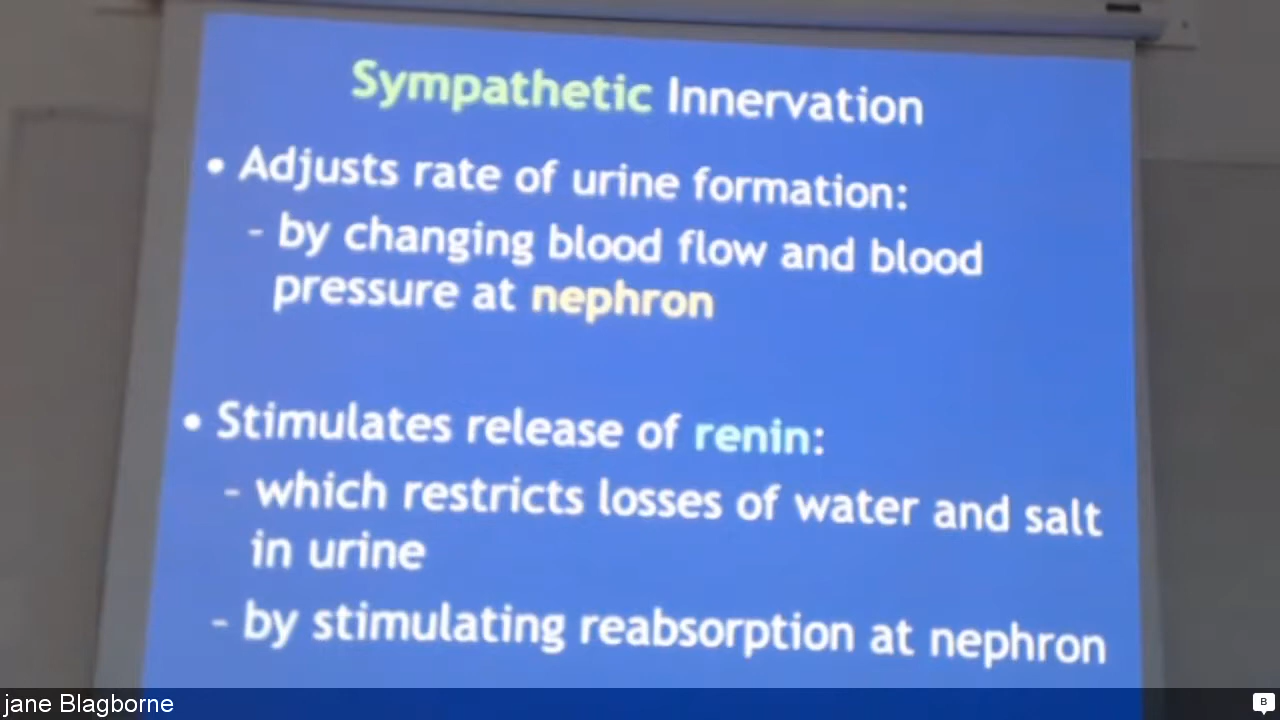 Sympathetic Innervation
• Adjusts rate of urine formation:
– by changing blood flow and blood
pressure at nephron
• Stimulates release of renin:
– which restricts losses of water and salt
in urine
– by stimulating reabsorption at nephron
jane Blagborne
B